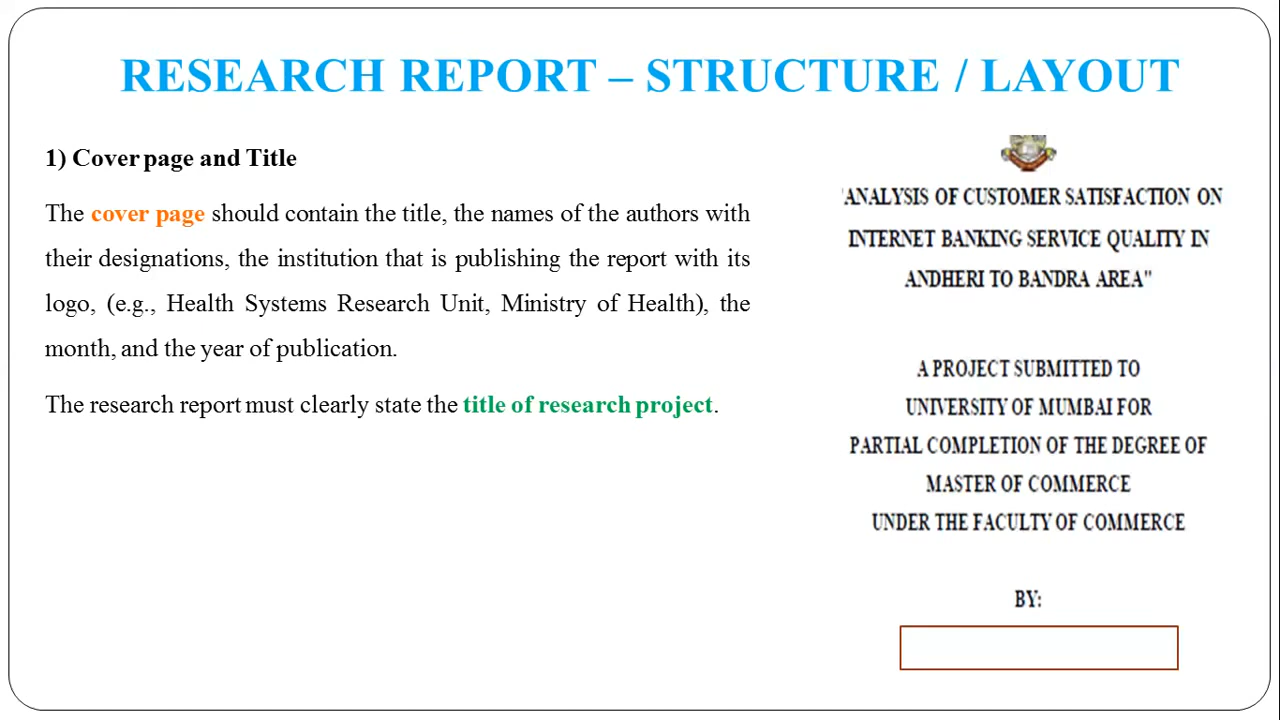 RESEARCH REPORT – STRUCTURE / LAYOUT
1) Cover page and Title
The cover page should contain the title, the names of the authors with
their designations, the institution that is publishing the report with its
logo, (e.g., Health Systems Research Unit, Ministry of Health), the
month, and the year of publication.
The research report must clearly state the title of research project.
'ANALYSIS OF CUSTOMER SATISFACTION ON
INTERNET BANKING SERVICE QUALITY IN
ANDHERI TO BANDRA AREA"
A PROJECT SUBMITTED TO
UNIVERSITY OF MUMBAI FOR
PARTIAL COMPLETION OF THE DEGREE OF
MASTER OF COMMERCE
UNDER THE FACULTY OF COMMERCE
BY: